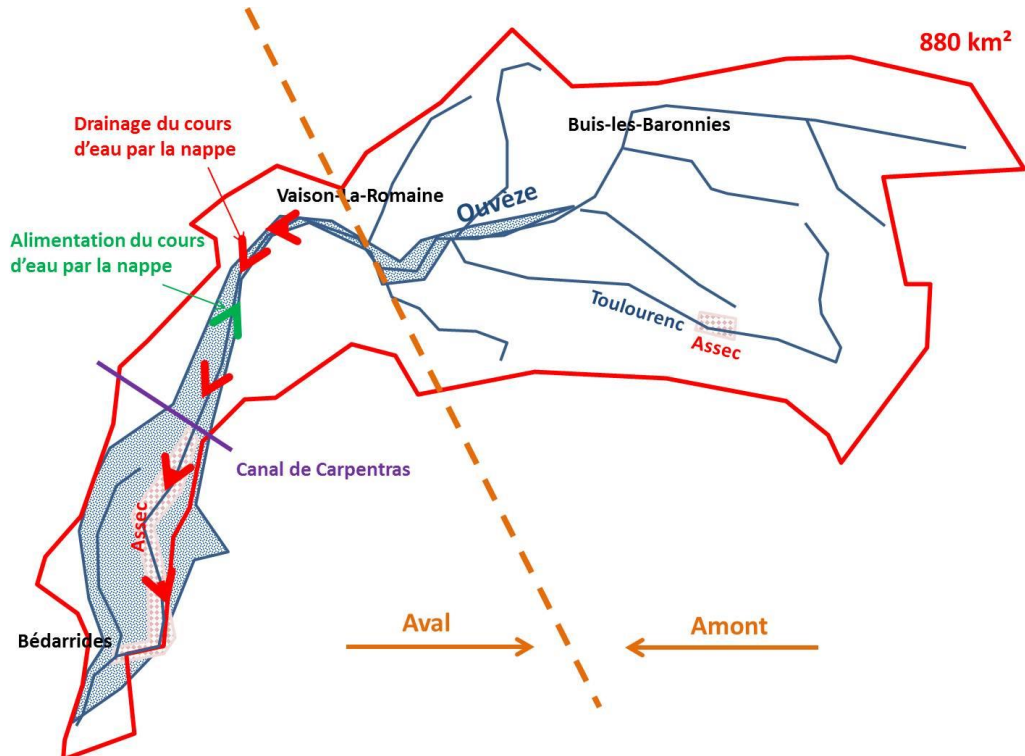 880 km²
Drainage du cours
d'eau par la nappe
Buis-les-Baronnies
Vaison-La-Romaine
Ouvèze
Alimentation du cours
d'eau par la nappe
Toulourenc
Assec
Canal de Carpentras
Assec
Bédarrides
Aval
Amont